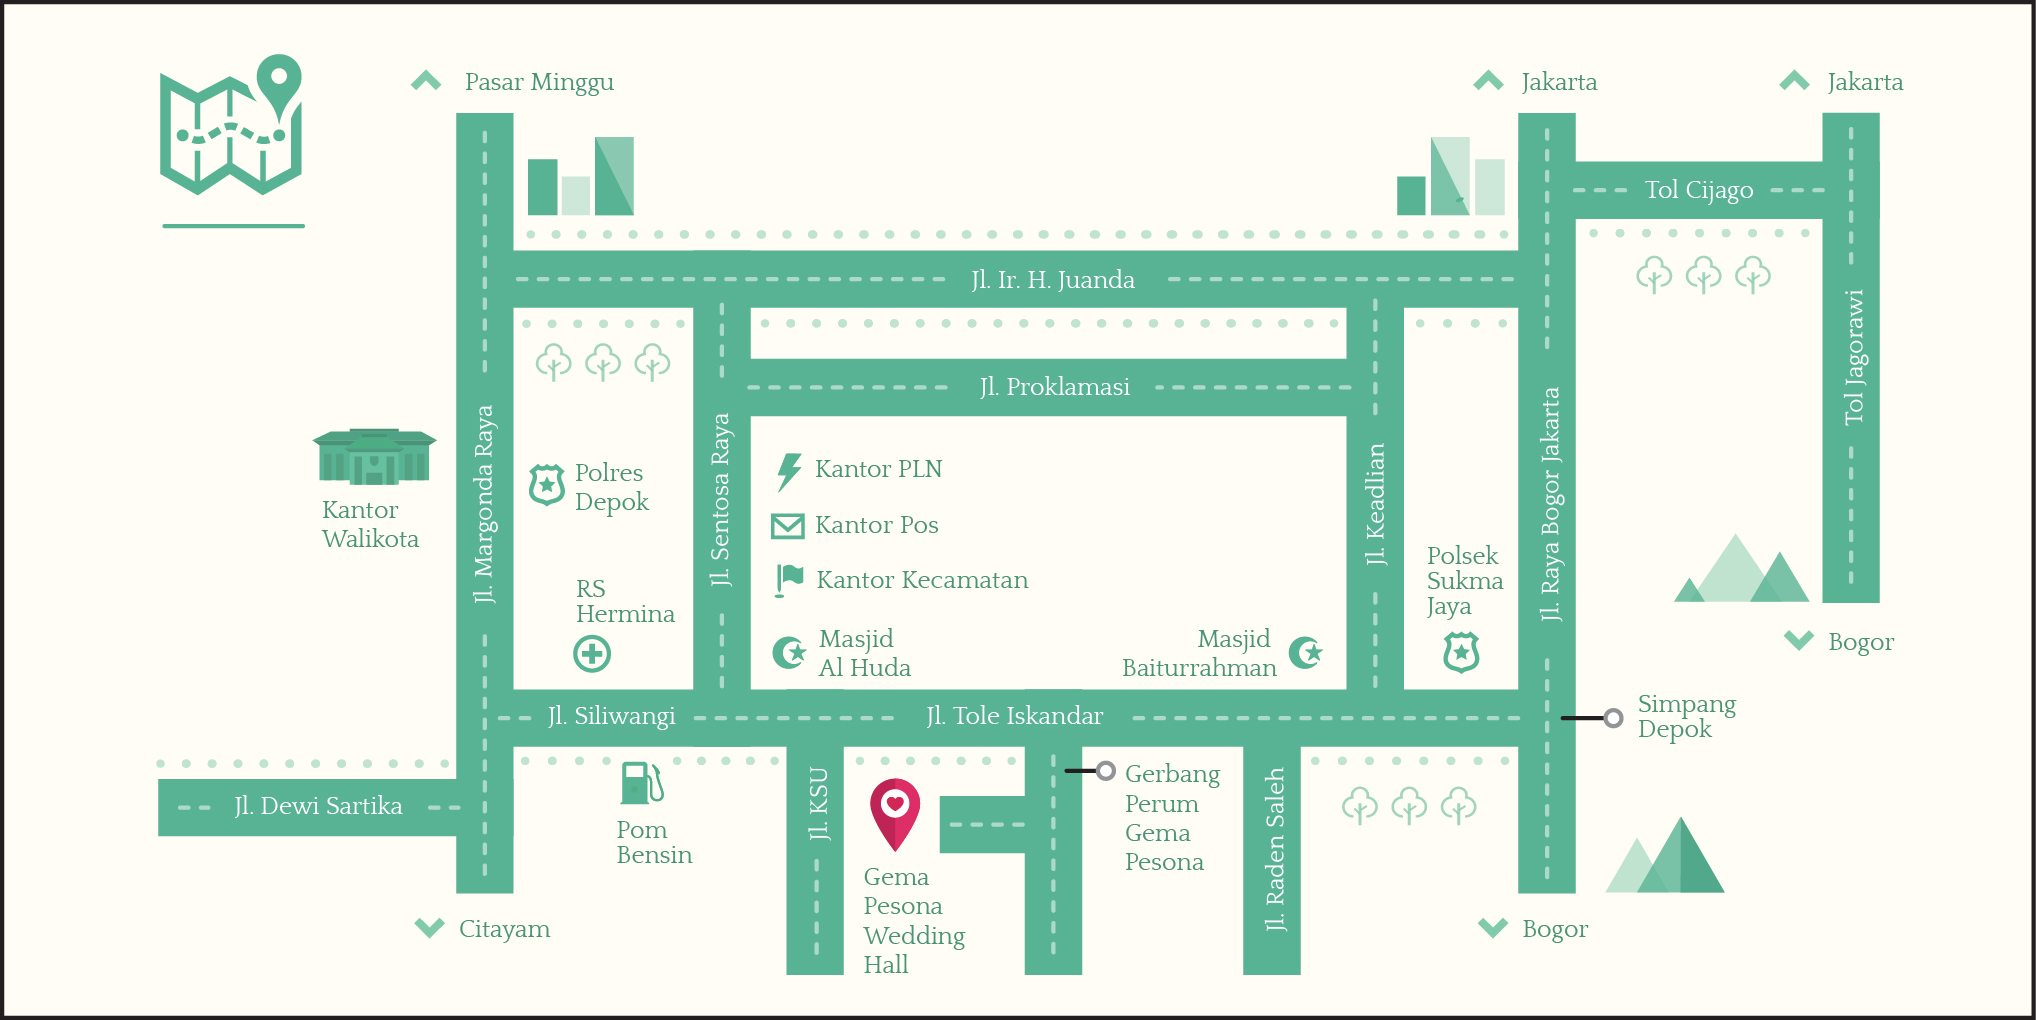 Pasar Minggu
Jakarta
Jakarta
Tol Cijago
Jl. Ir. H. Juanda
Tol Jagorawi
Jl. Proklamasi
Jl. Margonda Raya
Jl. Sentosa Raya
Jl. Keadlian
Jl. Raya Bogor Jakarta
Kantor
Walikota
Polres
Depok
Kantor PLN
Kantor Pos
Kantor Kecamatan
RS
Hermina
Masjid
Al Huda
Masjid
Baiturrahman
Polsek
Sukma
Jaya
Bogor
Simpang
Depok
Jl. Siliwangi
Jl. Tole Iskandar
Jl. Dewi Sartika
Pom
Bensin
Jl. KSU
Gema
Pesona
Wedding
Hall
Gerbang
Perum
Gema
Pesona
Jl. Raden Saleh
Citayam
Bogor